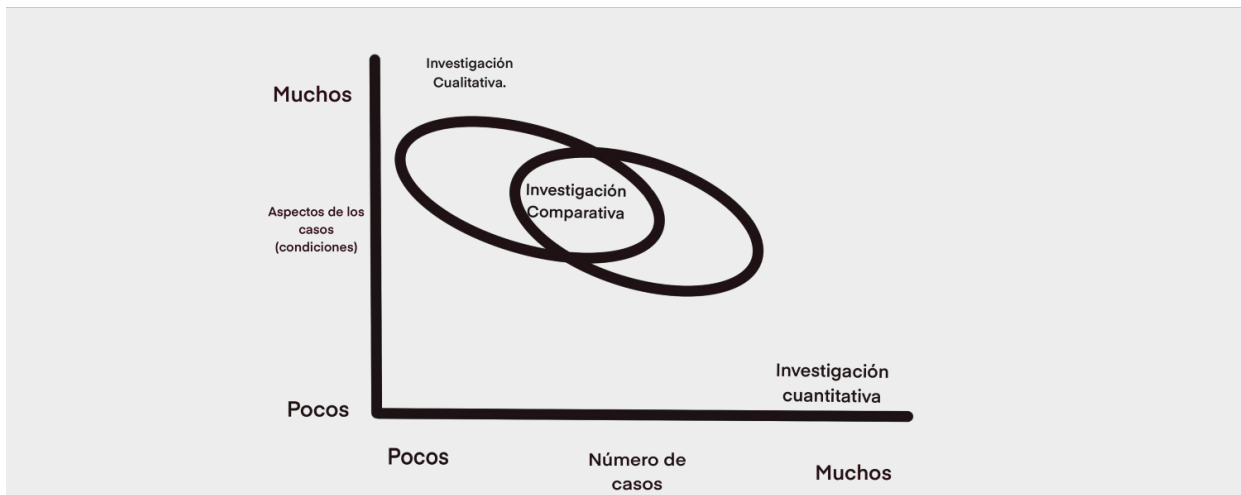 Investigación
Cualitativa.
Muchos
Investigación
Comparativa
Aspectos de los
casos
(condiciones)
Investigación
cuantitativa
Pocos
Pocos
Número de
casos
Muchos